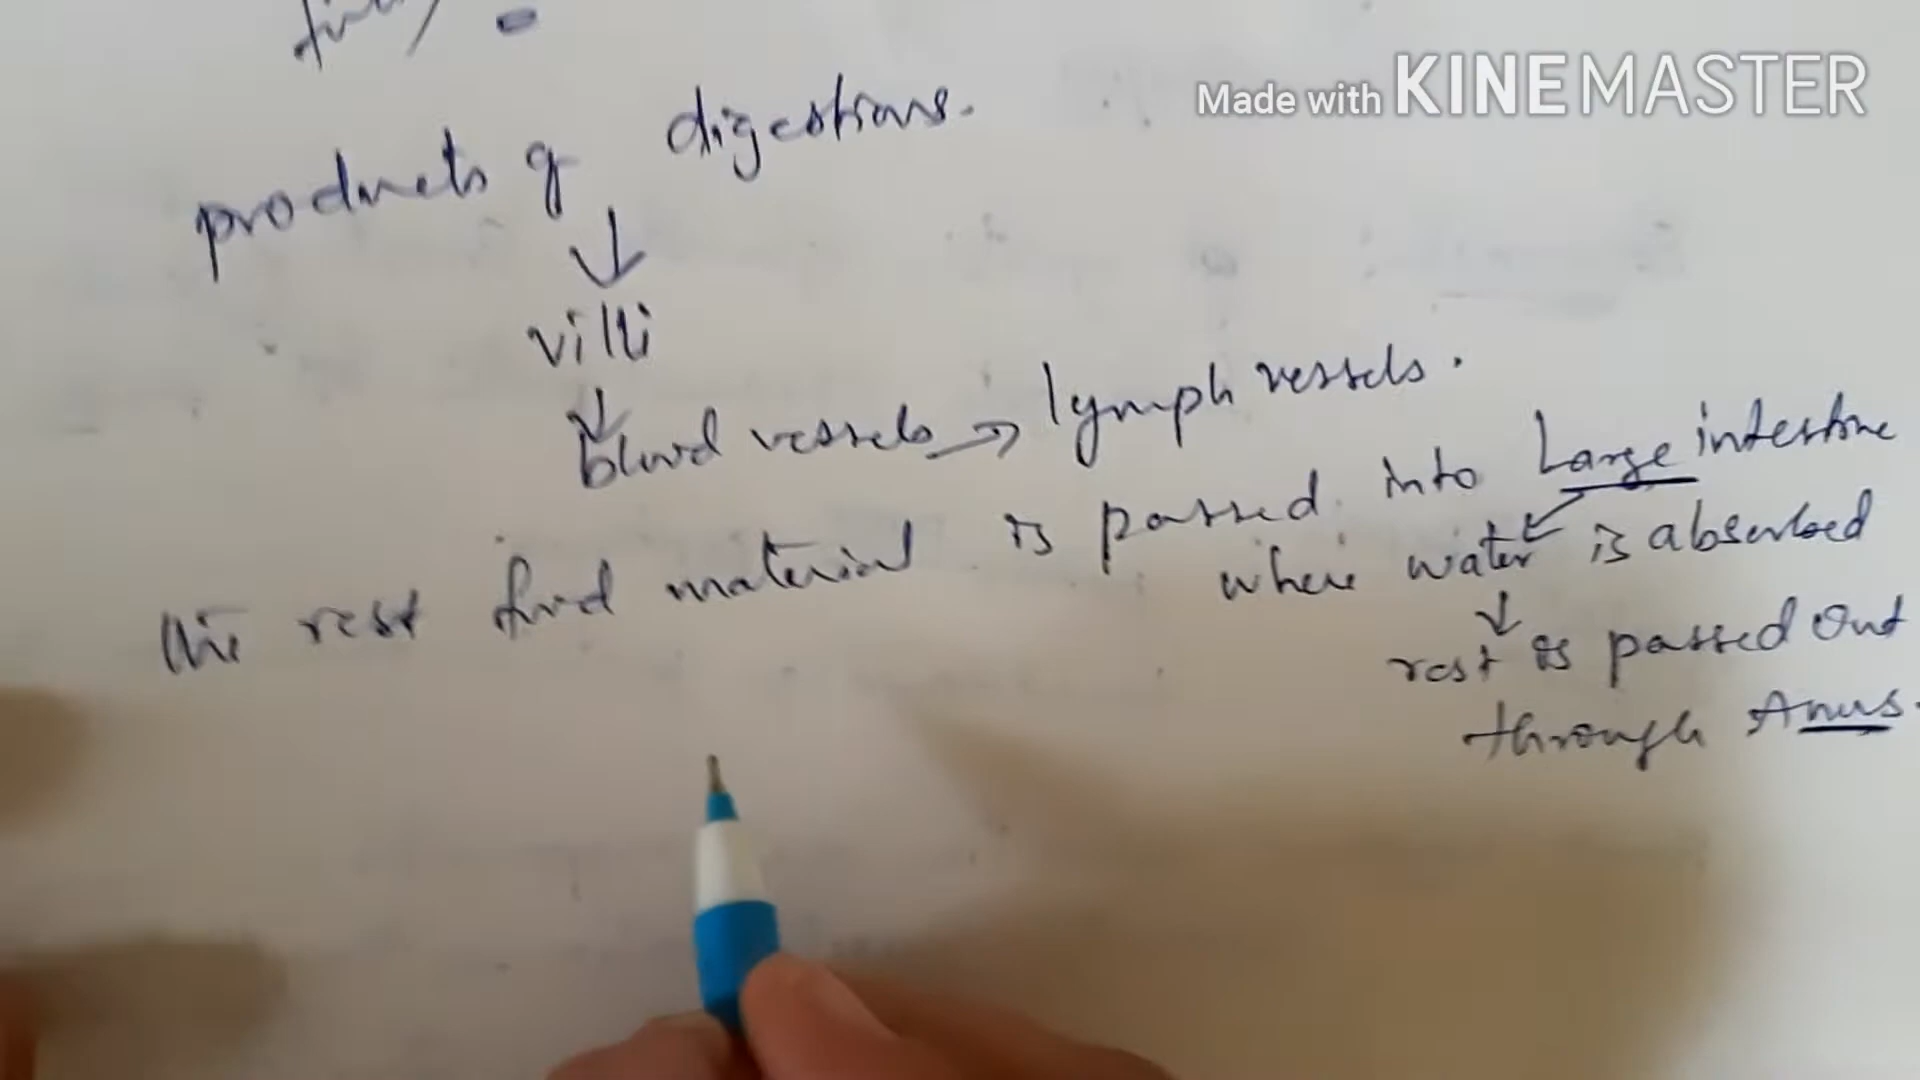 Made with KINEMASTER
products of digestions.
↓
villi
↓
blood vessels → lymph vessels.
the rest food material is passed into Large intestine
where water is absorbed
↓
rest is passed out
through Anus.